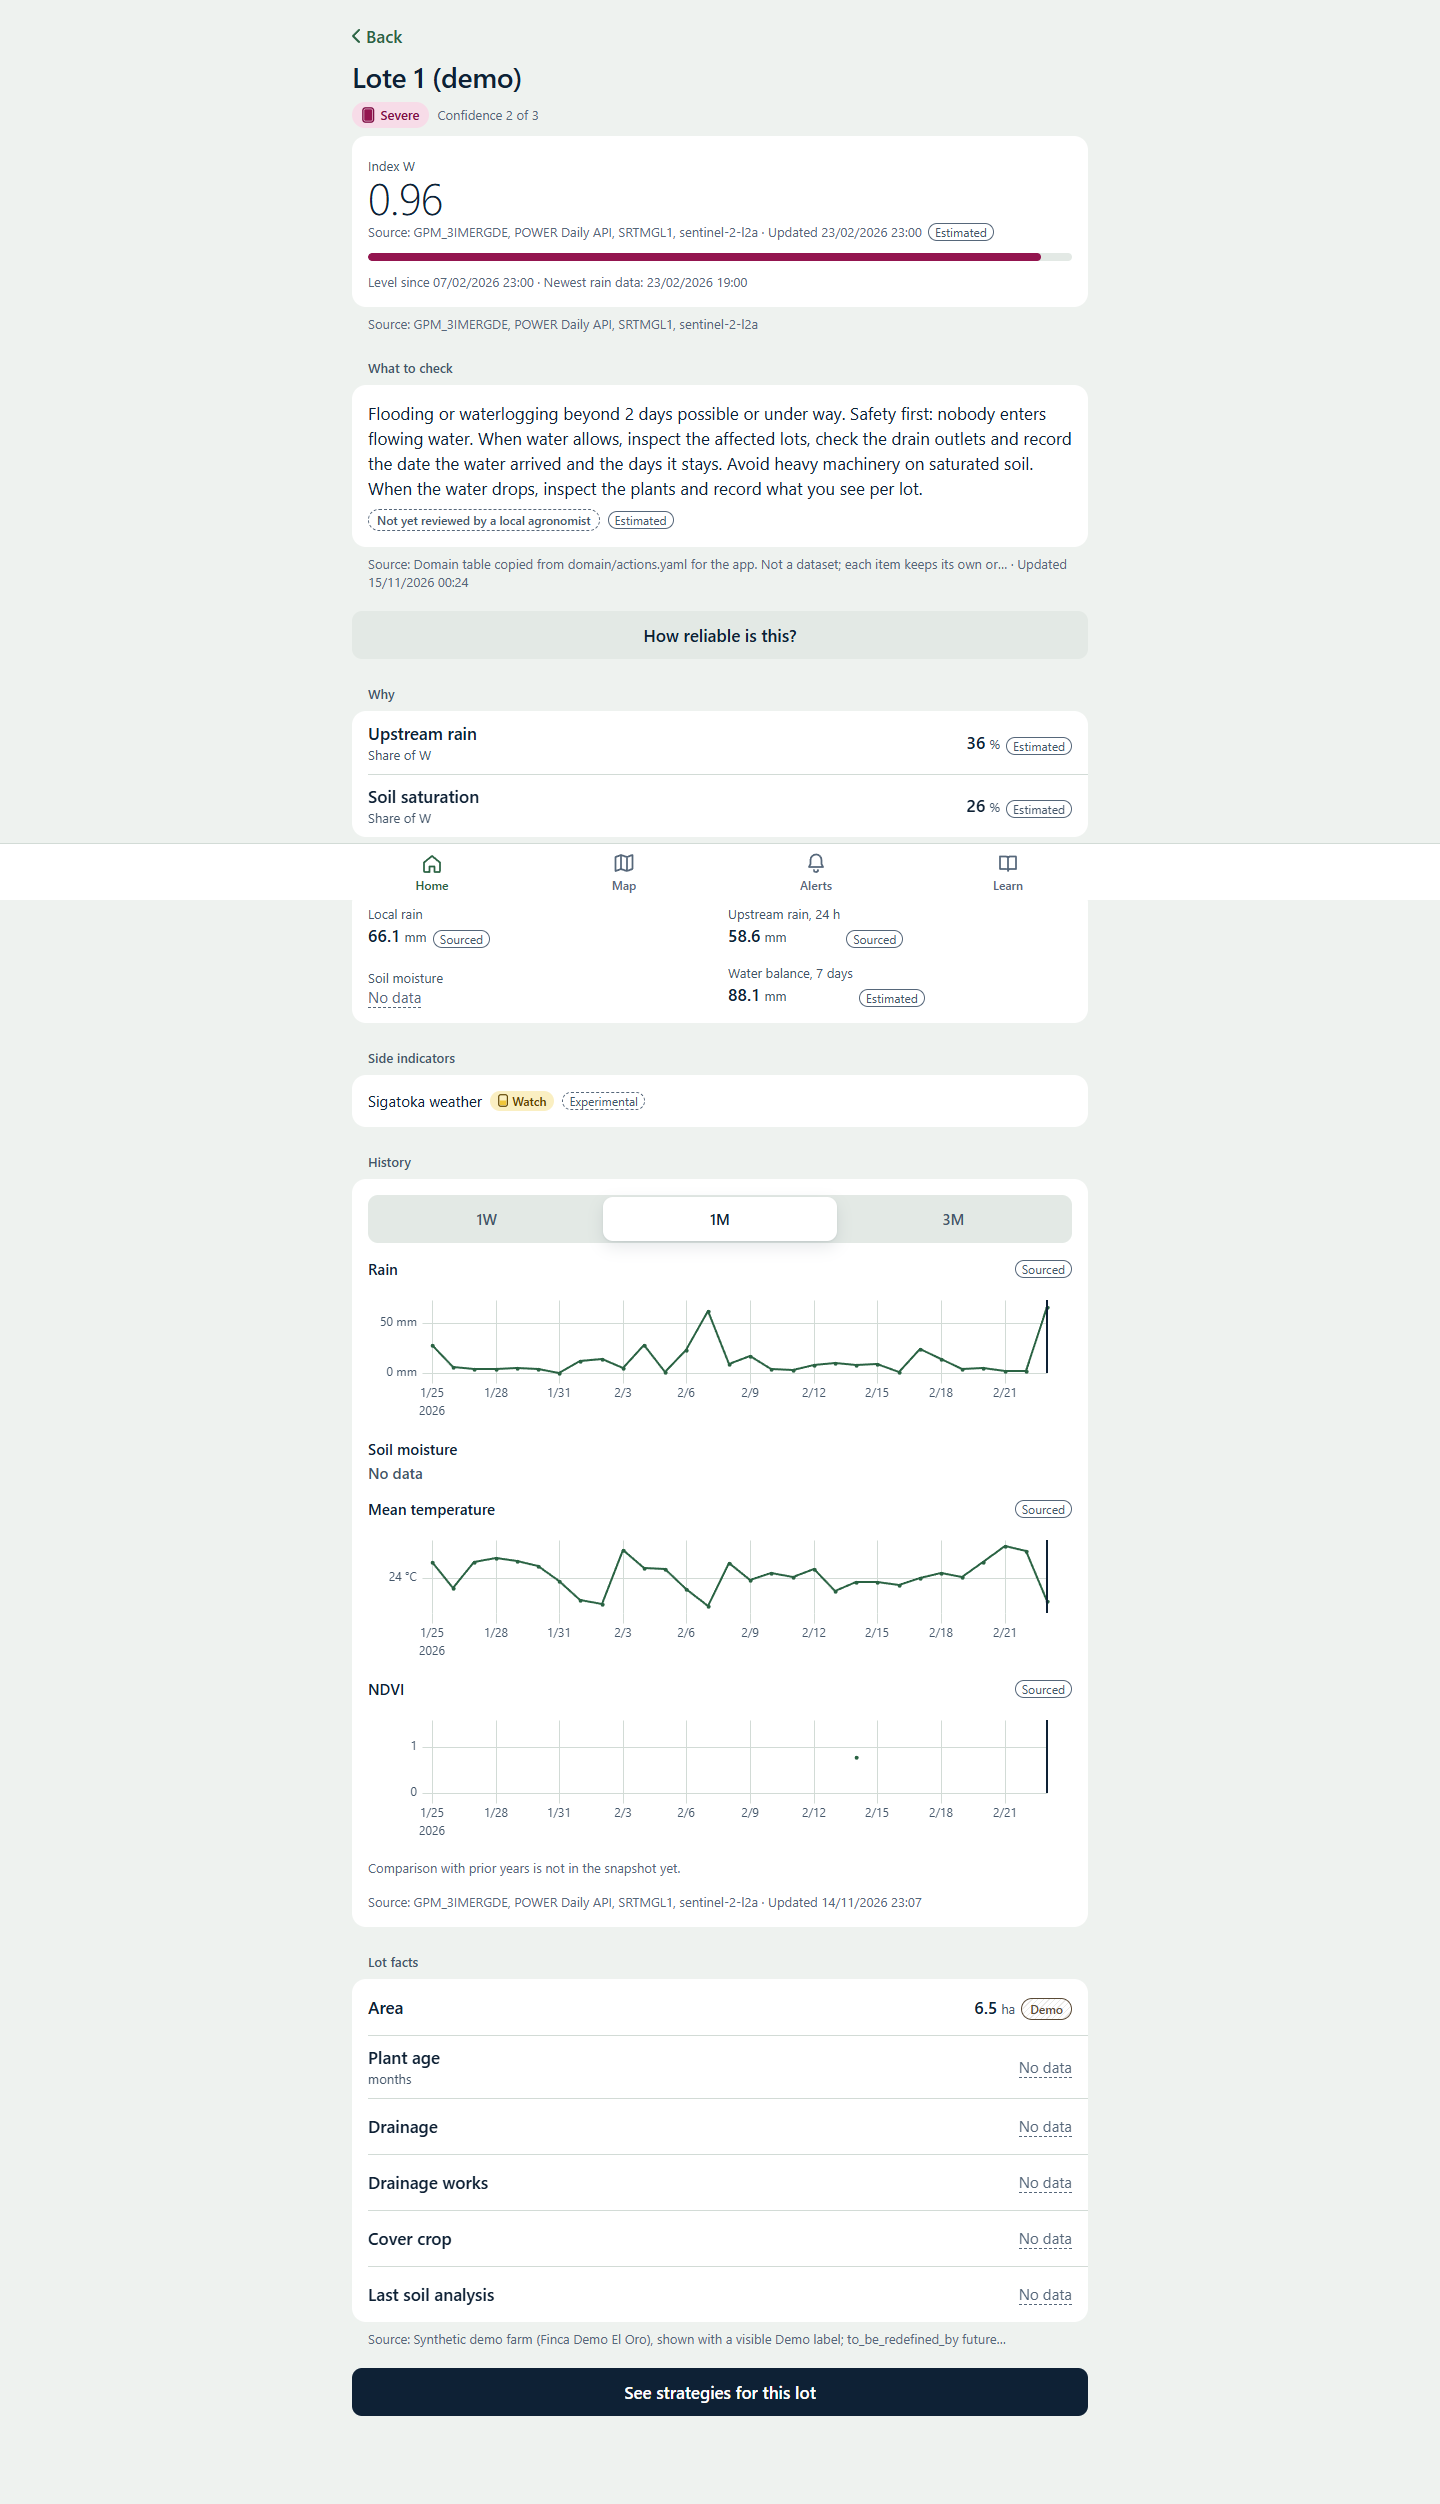 Back
Lote 1 (demo)
Severe Confidence 2 of 3
Index W
0.96
Source: GPM_3IMERGDE, POWER Daily API, SRTMGL1, sentinel-2-l2a · Updated 23/02/2026 23:00 Estimated
Level since 07/02/2026 23:00 · Newest rain data: 23/02/2026 19:00
Source: GPM_3IMERGDE, POWER Daily API, SRTMGL1, sentinel-2-l2a
What to check
Flooding or waterlogging beyond 2 days possible or under way. Safety first: nobody enters
flowing water. When water allows, inspect the affected lots, check the drain outlets and record
the date the water arrived and the days it stays. Avoid heavy machinery on saturated soil.
When the water drops, inspect the plants and record what you see per lot.
Not yet reviewed by a local agronomist Estimated
Source: Domain table copied from domain/actions.yaml for the app. Not a dataset; each item keeps its own or... · Updated
15/11/2026 00:24
How reliable is this?
Why
Upstream rain
Share of W
36 % Estimated
Soil saturation
Share of W
26 % Estimated
Home Map Alerts Learn
Local rain
66.1 mm Sourced
Upstream rain, 24 h
58.6 mm Sourced
Soil moisture
No data
Water balance, 7 days
88.1 mm Estimated
Side indicators
Sigatoka weather Watch Experimental
History
1W 1M 3M
Rain Sourced
50 mm
0 mm
1/25 1/28 1/31 2/3 2/6 2/9 2/12 2/15 2/18 2/21
2026
Soil moisture
No data
Mean temperature Sourced
24 °C
1/25 1/28 1/31 2/3 2/6 2/9 2/12 2/15 2/18 2/21
2026
NDVI Sourced
1
0
1/25 1/28 1/31 2/3 2/6 2/9 2/12 2/15 2/18 2/21
2026
Comparison with prior years is not in the snapshot yet.
Source: GPM_3IMERGDE, POWER Daily API, SRTMGL1, sentinel-2-l2a · Updated 14/11/2026 23:07
Lot facts
Area 6.5 ha Demo
Plant age
months
No data
Drainage No data
Drainage works No data
Cover crop No data
Last soil analysis No data
Source: Synthetic demo farm (Finca Demo El Oro), shown with a visible Demo label; to_be_redefined_by future...
See strategies for this lot